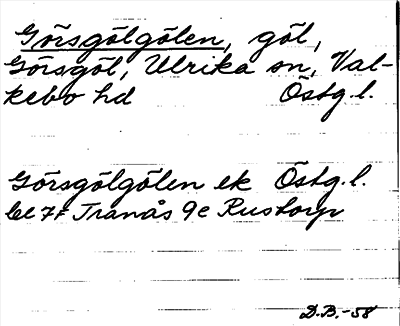 Görsgölgölen, göl,
Görsgöl, Ulrika sn, Val-
kebo hd Östg.l.
Görsgölgölen ek Östg.l.
bl 7f Tranås 9e Rustorp
D.B.-58